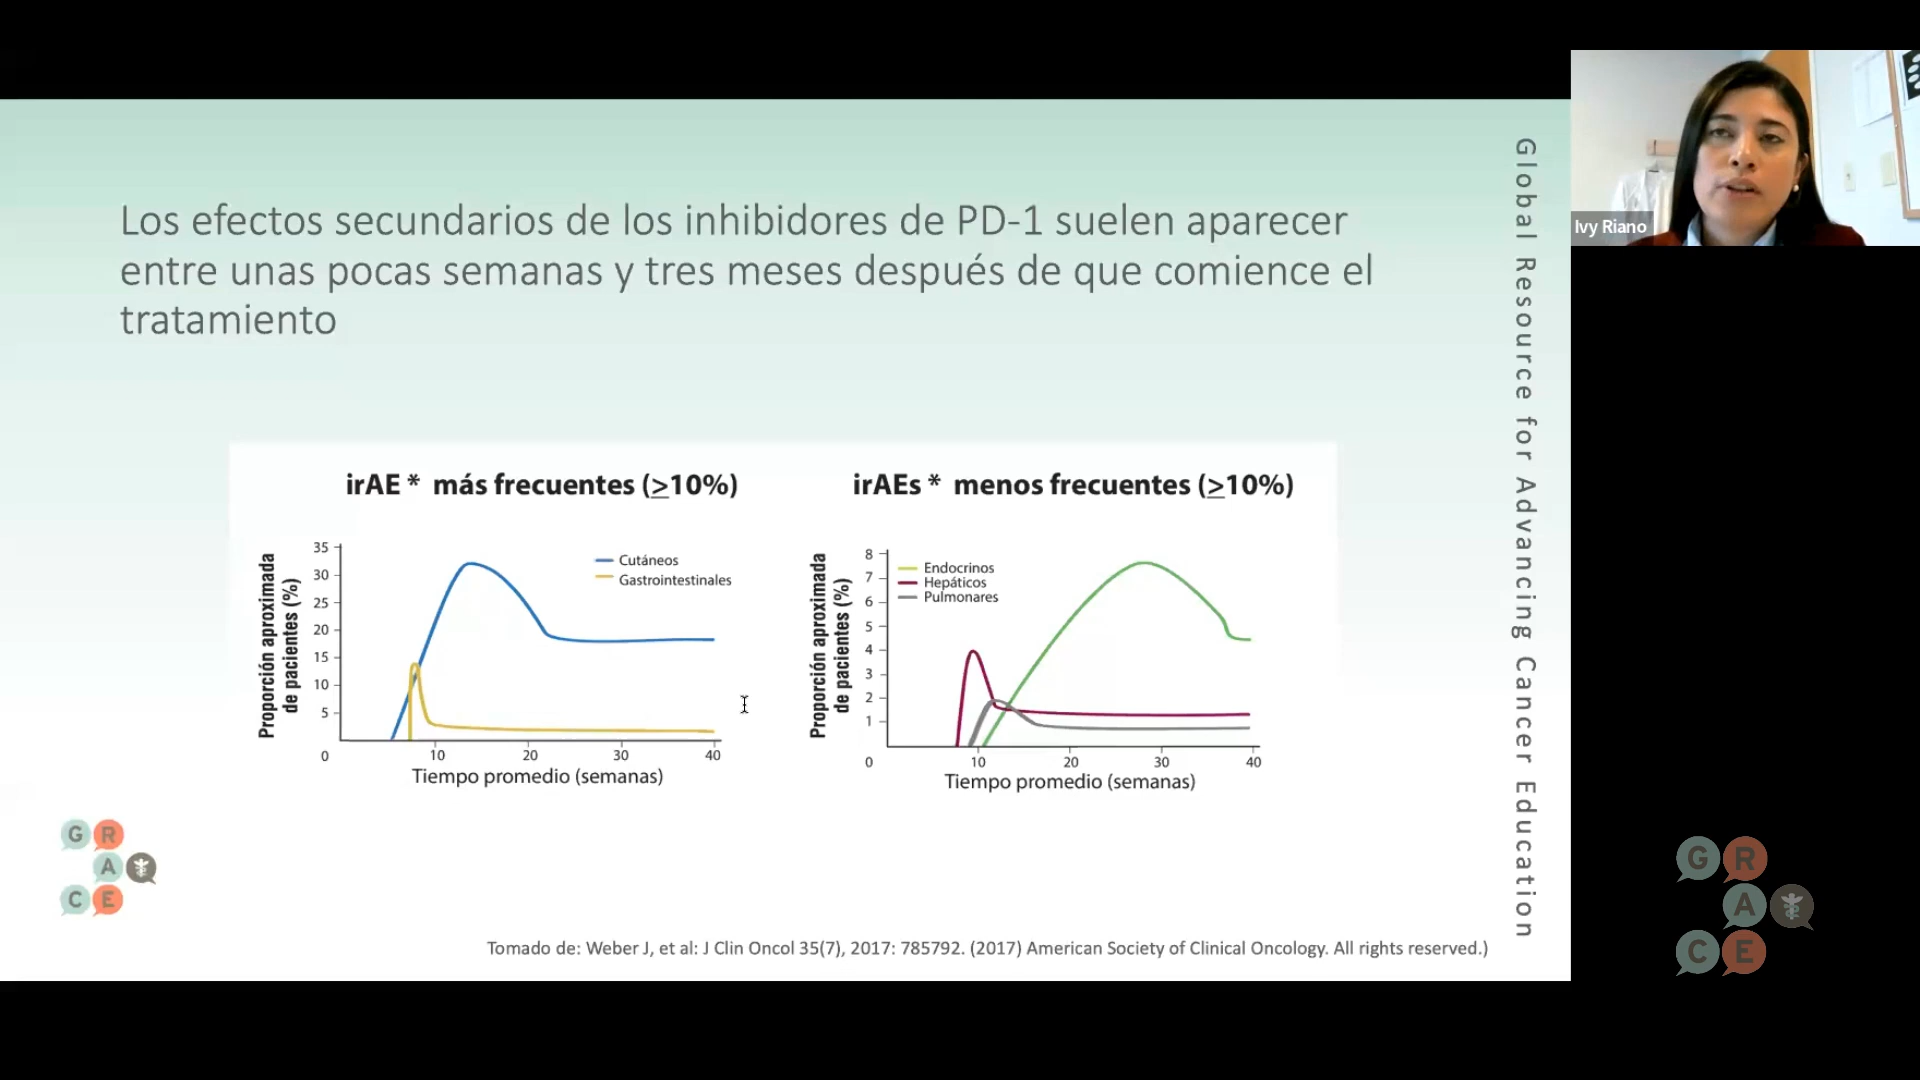 Los efectos secundarios de los inhibidores de PD-1 suelen aparecer
entre unas pocas semanas y tres meses después de que comience el
tratamiento
irAE * más frecuentes (≥10%)
Proporción aproximada
de pacientes (%)
35
30
25
20
15
10
5
0
10
20
30
40
Cutáneos
Gastrointestinales
Tiempo promedio (semanas)
irAEs * menos frecuentes (≥10%)
Proporción aproximada
de pacientes (%)
8
7
6
5
4
3
2
1
0
10
20
30
40
Endocrinos
Hepáticos
Pulmonares
Tiempo promedio (semanas)
G R
A
C E
Tomado de: Weber J, et al: J Clin Oncol 35(7), 2017: 785792. (2017) American Society of Clinical Oncology. All rights reserved.)
Global Resource for Advancing Cancer Education
Ivy Riano
G R
A
C E